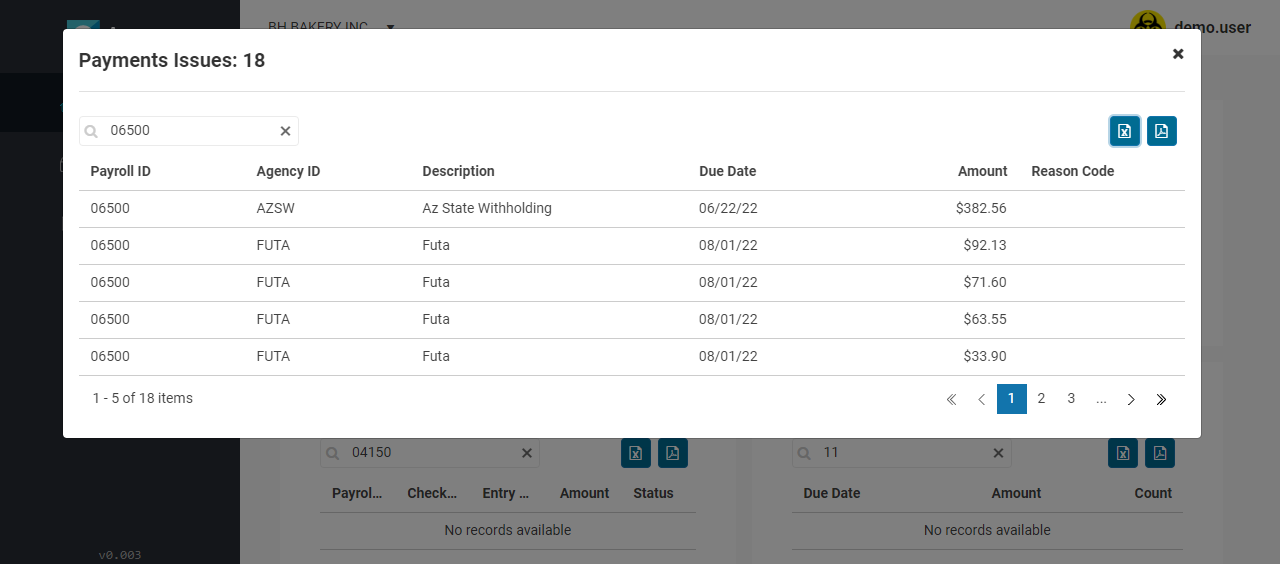 BH BAKERY INC.
demo.user
Payments Issues: 18
06500
Payroll ID Agency ID Description Due Date Amount Reason Code
06500 AZSW Az State Withholding 06/22/22 $382.56
06500 FUTA Futa 08/01/22 $92.13
06500 FUTA Futa 08/01/22 $71.60
06500 FUTA Futa 08/01/22 $63.55
06500 FUTA Futa 08/01/22 $33.90
1 - 5 of 18 items
1 2 3 ...
04150
11
Payrol... Check... Entry ... Amount Status
Due Date Amount Count
No records available
No records available
v0.003